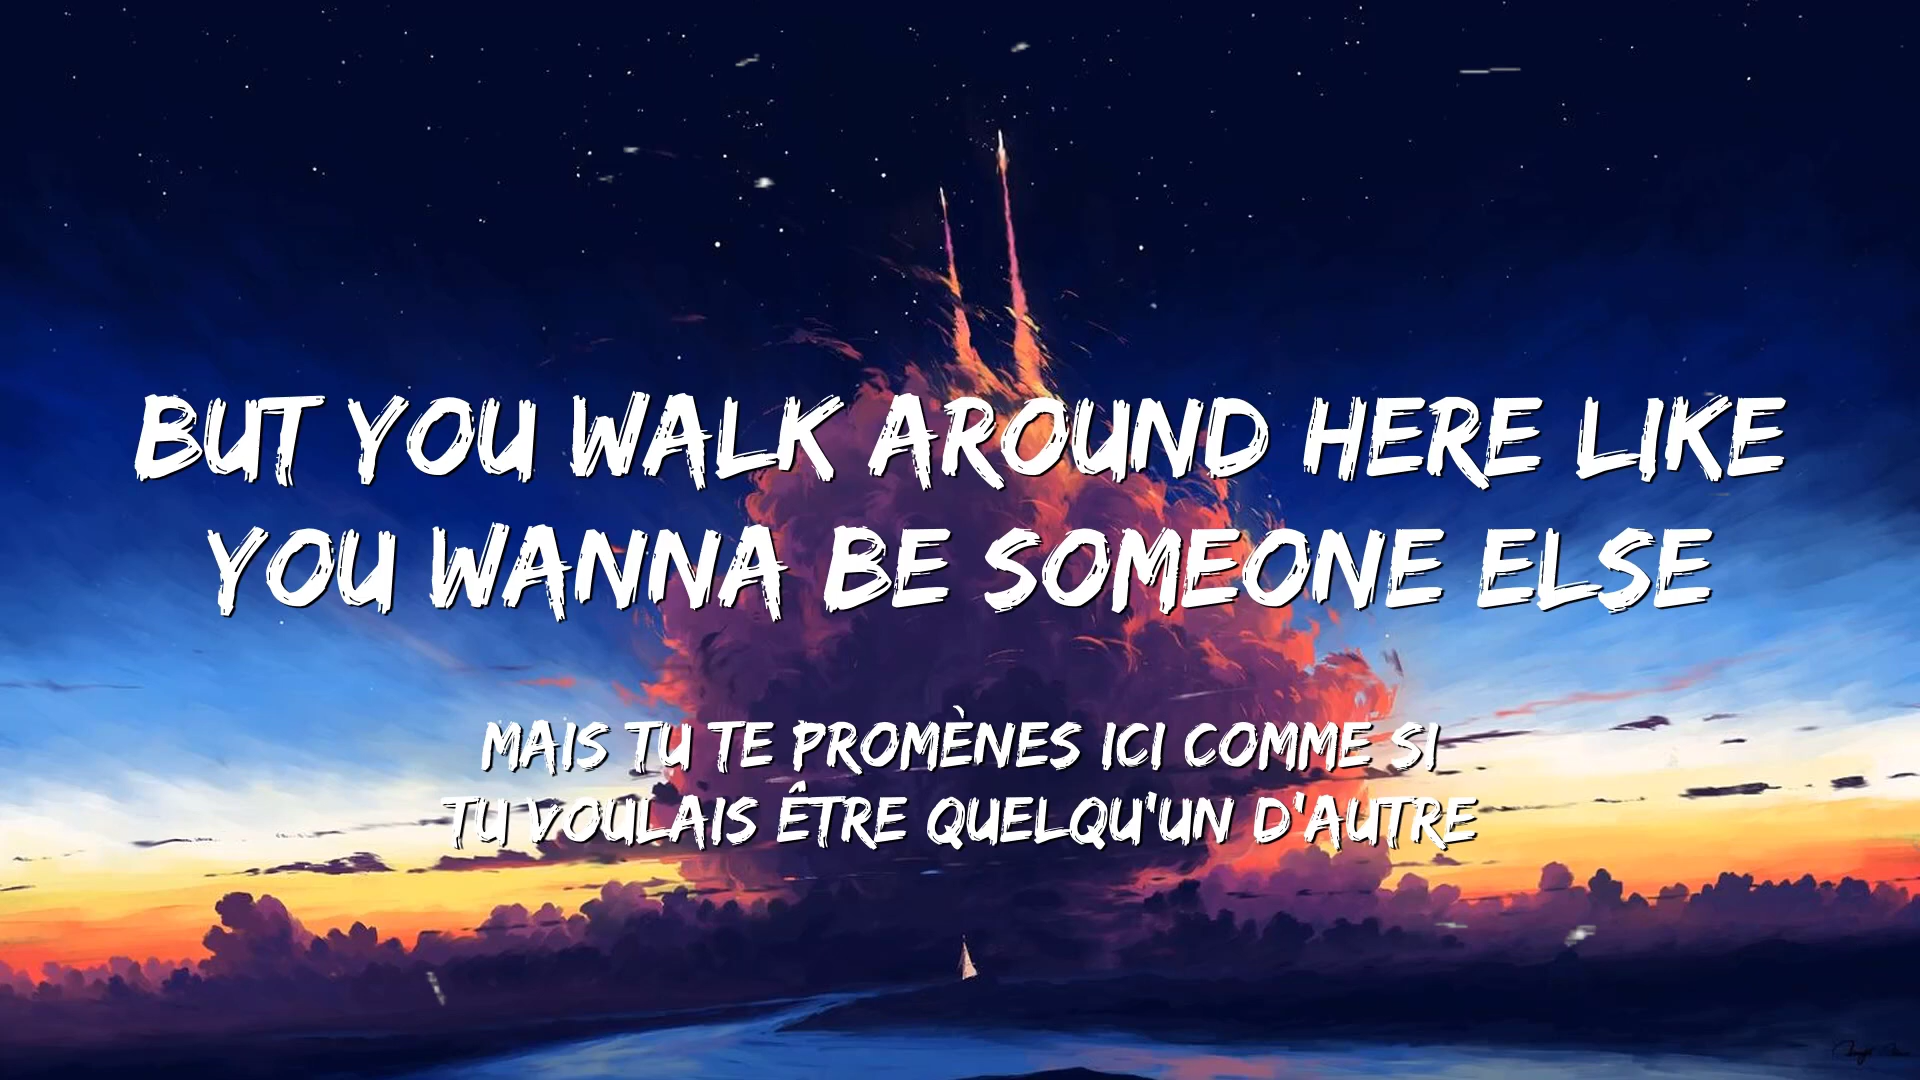 BUT YOU WALK AROUND HERE LIKE
YOU WANNA BE SOMEONE ELSE
MAIS TU TE PROMÈNES ICI COMME SI
TU VOULAIS ÊTRE QUELQU'UN D'AUTRE